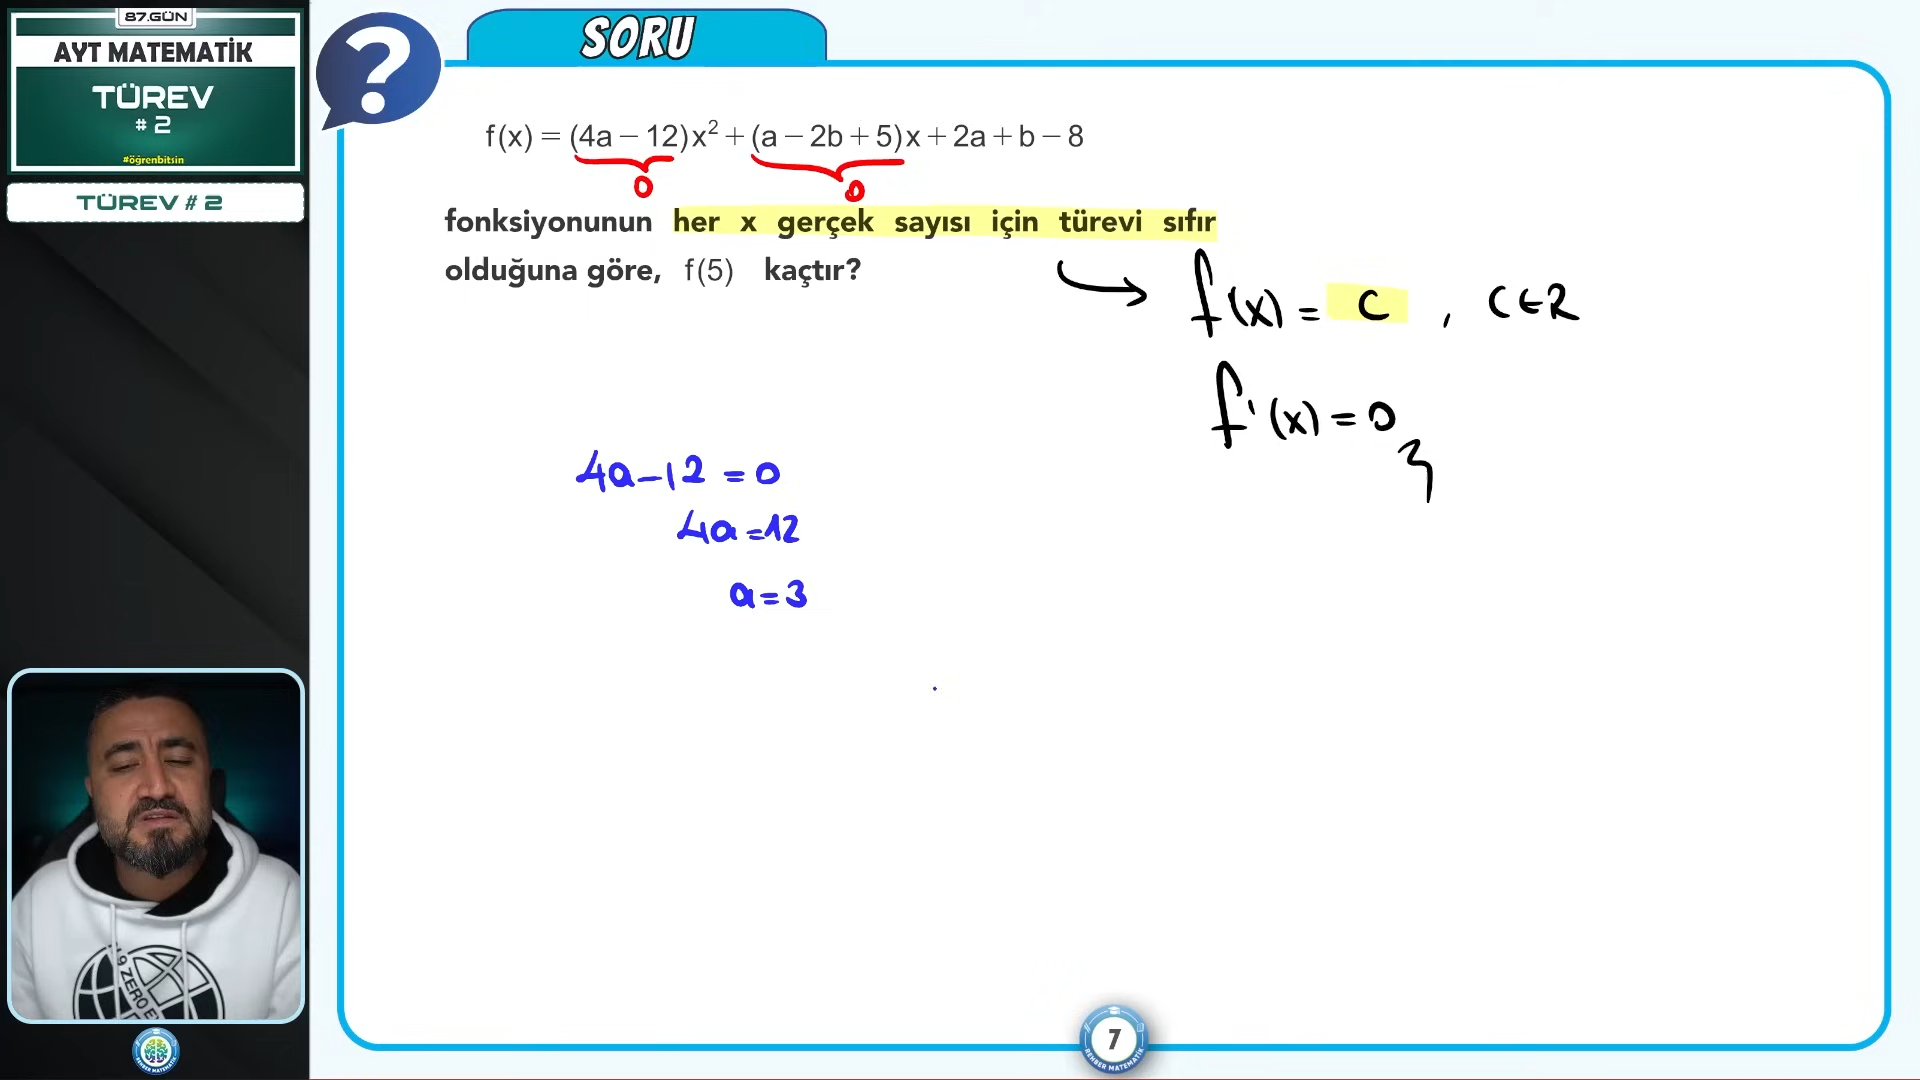 87.GÜN
AYT MATEMATİK
TÜREV
# 2
#öğrenbitsin
TÜREV # 2
?
SORU
f(x) = (4a − 12)x² + (a − 2b + 5)x + 2a + b − 8
0 0
fonksiyonunun her x gerçek sayısı için türevi sıfır
olduğuna göre, f(5) kaçtır?
f(x) = c , c∈R
f'(x) = 0
4a−12 = 0
4a = 12
a = 3
7
REHBER MATEMATİK